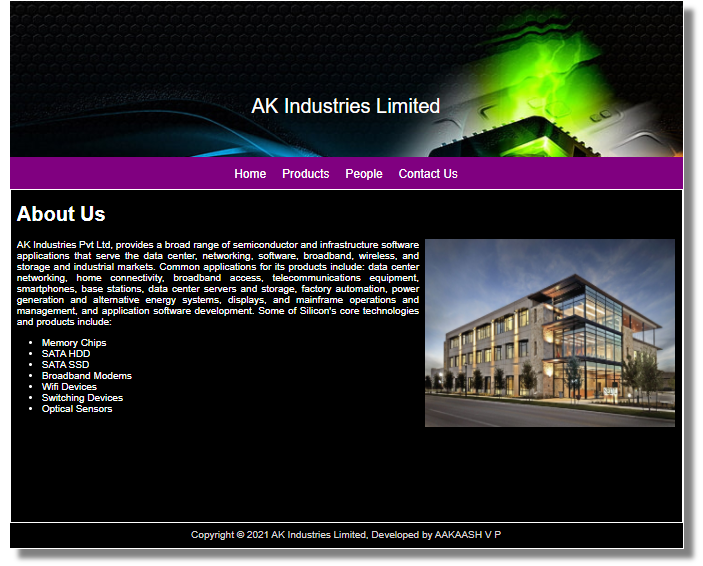 AK Industries Limited
Home Products People Contact Us
About Us
AK Industries Pvt Ltd, provides a broad range of semiconductor and infrastructure software
applications that serve the data center, networking, software, broadband, wireless, and
storage and industrial markets. Common applications for its products include: data center
networking, home connectivity, broadband access, telecommunications equipment,
smartphones, base stations, data center servers and storage, factory automation, power
generation and alternative energy systems, displays, and mainframe operations and
management, and application software development. Some of Silicon's core technologies
and products include:
• Memory Chips
• SATA HDD
• SATA SSD
• Broadband Modems
• Wifi Devices
• Switching Devices
• Optical Sensors
Copyright © 2021 AK Industries Limited, Developed by AAKAASH V P